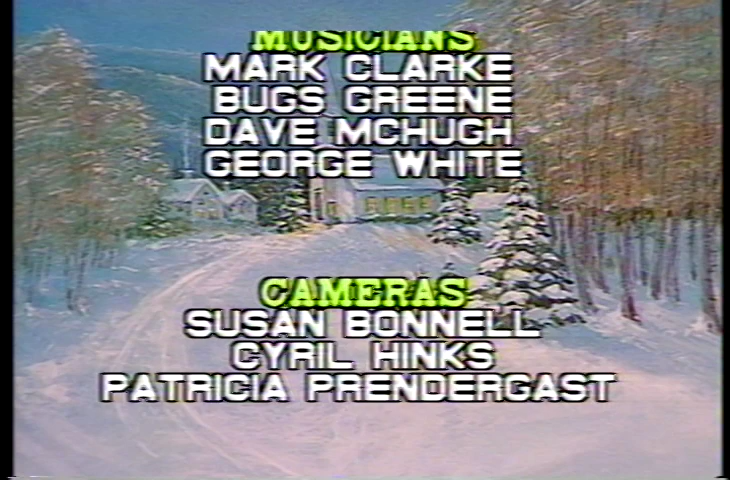 MUSICIANS
MARK CLARKE
BUGS GREENE
DAVE MCHUGH
GEORGE WHITE
CAMERAS
SUSAN BONNELL
CYRIL HINKS
PATRICIA PRENDERGAST